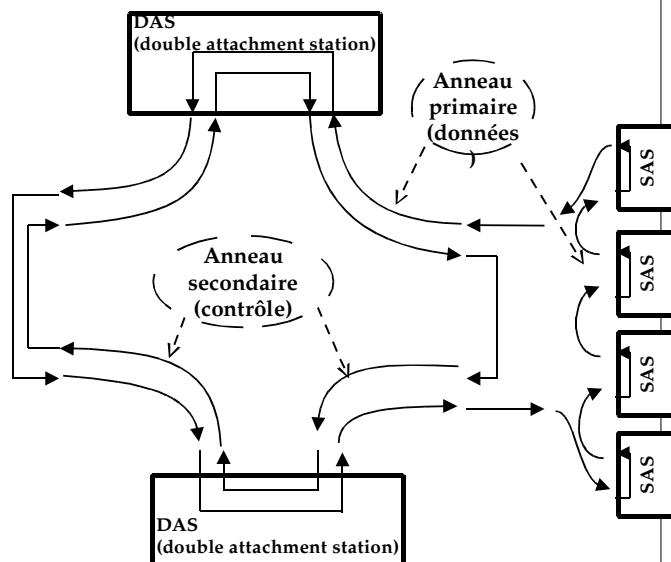 DAS
(double attachment station)
Anneau
primaire
(données
)
SAS
SAS
Anneau
secondaire
(contrôle)
SAS
SAS
DAS
(double attachment station)